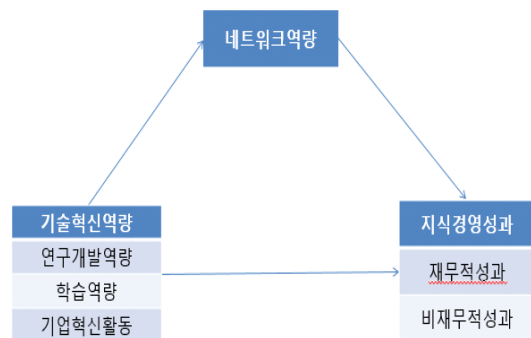 네트워크역량
기술혁신역량
연구개발역량
학습역량
기업혁신활동
지식경영성과
재무적성과
비재무적성과